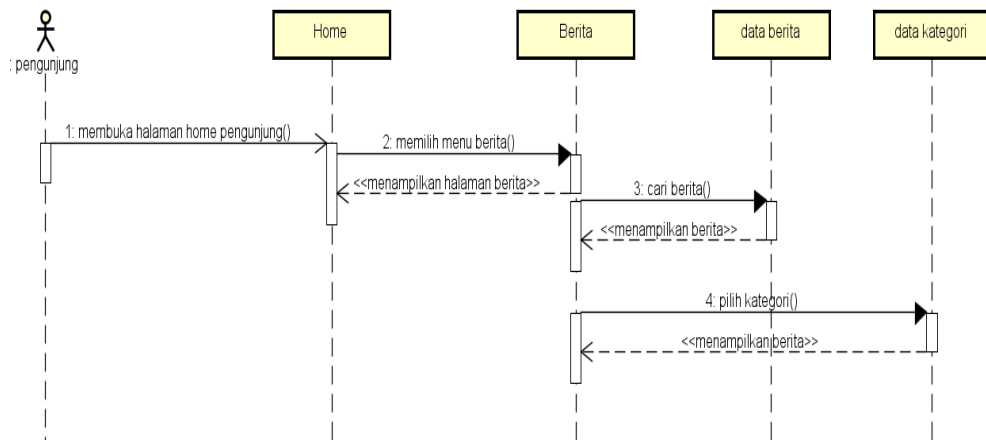 Home
Berita
data berita
data kategori
: pengunjung
1: membuka halaman home pengunjung()
2: memilih menu berita()
<<menampilkan halaman berita>>
3: cari berita()
<<menampilkan berita>>
4: pilih kategori()
<<menampilkan berita>>